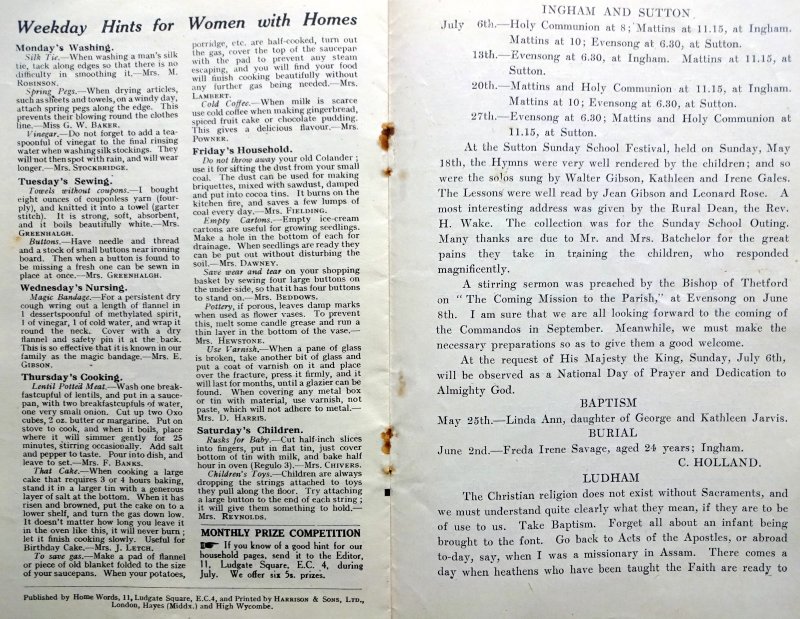 Weekday Hints for Women with Homes
Monday's Washing.
Silk Tie.—When washing a man's silk
tie, tack along edges so that there is no
difficulty in smoothing it.—Mrs. M.
ROBINSON.
Spring Pegs.—When drying articles,
such as sheets and towels, on a windy day,
attach spring pegs along the edge. This
prevents their blowing round the clothes
line.—Miss G. W. BAKER.
Vinegar.—Do not forget to add a tea-
spoonful of vinegar to the final rinsing
water when washing silk stockings. They
will not then spot with rain, and will wear
longer.—Mrs. STOCKBRIDGE.
Tuesday's Sewing.
Towels without coupons.—I bought
eight ounces of couponless yarn (four-
ply), and knitted it into a towel (garter
stitch). It is strong, soft, absorbent,
and it boils beautifully white.—Mrs.
GREENHALGH.
Buttons.—Have needle and thread
and a stock of small buttons near ironing
board. Then when a button is found to
be missing a fresh one can be sewn in
place at once.—Mrs. GREENHALGH.
Wednesday's Nursing.
Magic Bandage.—For a persistent dry
cough wring out a length of flannel in
1 dessertspoonful of methylated spirit,
1 of vinegar, 1 of cold water, and wrap it
round the neck. Cover with a dry
flannel and safety pin it at the back.
This is so effective that it is known in our
family as the magic bandage.—Mrs. E.
GIBSON.
Thursday's Cooking.
Lentil Potted Meat.—Wash one break-
fastcupful of lentils, and put in a sauce-
pan, with two breakfastcupfuls of water,
one very small onion. Cut up two Oxo
cubes, 2 oz. butter or margarine. Put on
stove to cook, and when it boils, place
where it will simmer gently for 25
minutes, stirring occasionally. Add salt
and pepper to taste. Pour into dish, and
leave to set.—Mrs. F. BANKS.
That Cake.—When cooking a large
cake that requires 3 or 4 hours baking,
stand it in a larger tin with a generous
layer of salt at the bottom. When it has
risen and browned, put the cake on to a
lower shelf, and turn the gas down low.
It doesn't matter how long you leave it
in the oven like this, it will never burn;
let it finish cooking slowly. Useful for
Birthday Cake.—Mrs. J. LETCH.
To save gas.—Make a pad of flannel
or piece of old blanket folded to the size
of your saucepans. When your potatoes,
porridge, etc. are half-cooked, turn out
the gas, cover the top of the saucepan
with the pad to prevent any steam
escaping, and you will find your food
will finish cooking beautifully without
any further gas being needed.—Mrs.
LAMBERT.
Cold Coffee.—When milk is scarce
use cold coffee when making gingerbread,
spiced fruit cake or chocolate pudding.
This gives a delicious flavour.—Mrs.
POWNER.
Friday's Household.
Do not throw away your old Colander;
use it for sifting the dust from your small
coal. The dust can be used for making
briquettes, mixed with sawdust, damped
and put into cocoa tins. It burns on the
kitchen fire, and saves a few lumps of
coal every day.—Mrs. FIELDING.
Empty Cartons.—Empty ice-cream
cartons are useful for growing seedlings.
Make a hole in the bottom of each for
drainage. When seedlings are ready they
can be put out without disturbing the
soil.—Mrs. DAWNEY.
Save wear and tear on your shopping
basket by sewing four large buttons on
the under-side, so that it has four buttons
to stand on.—Mrs. BEDDOWS.
Pottery, if porous, leaves damp marks
when used as flower vases. To prevent
this, melt some candle grease and run a
thin layer in the bottom of the vase.—
Mrs. HEWSTONE.
Use Varnish.—When a pane of glass
is broken, take another bit of glass and
put a coat of varnish on it and place
over the fracture, press it firmly, and it
will last for months, until a glazier can be
found. When covering any metal box
or tin with material, use varnish, not
paste, which will not adhere to metal.—
Mrs. D. HARRIS.
Saturday's Children.
Rusks for Baby.—Cut half-inch slices
into fingers, put in flat tin, just cover
bottom of tin with milk, and bake half
hour in oven (Regulo 3).—Mrs. CHIVERS.
Children's Toys.—Children are always
dropping the strings attached to toys
they pull along the floor. Try attaching
a large button to the end of each string;
it will give them something to hold.—
Mrs. REYNOLDS.
MONTHLY PRIZE COMPETITION
If you know of a good hint for our
household pages, send it to the Editor,
11, Ludgate Square, E.C. 4, during
July. We offer six 5s. prizes.
Published by Home Words, 11, Ludgate Square, E.C.4, and Printed by HARRISON & SONS, LTD.,
London, Hayes (Middx.) and High Wycombe.
INGHAM AND SUTTON
July 6th.—Holy Communion at 8; Mattins at 11.15, at Ingham.
Mattins at 10; Evensong at 6.30, at Sutton.
13th.—Evensong at 6.30, at Ingham. Mattins at 11.15, at
Sutton.
20th.—Mattins and Holy Communion at 11.15, at Ingham.
Mattins at 10; Evensong at 6.30, at Sutton.
27th.—Evensong at 6.30; Mattins and Holy Communion at
11.15, at Sutton.
At the Sutton Sunday School Festival, held on Sunday, May
18th, the Hymns were very well rendered by the children; and so
were the solos sung by Walter Gibson, Kathleen and Irene Gales.
The Lessons were well read by Jean Gibson and Leonard Rose. A
most interesting address was given by the Rural Dean, the Rev.
H. Wake. The collection was for the Sunday School Outing.
Many thanks are due to Mr. and Mrs. Batchelor for the great
pains they take in training the children, who responded
magnificently.
A stirring sermon was preached by the Bishop of Thetford
on "The Coming Mission to the Parish," at Evensong on June
8th. I am sure that we are all looking forward to the coming of
the Commandos in September. Meanwhile, we must make the
necessary preparations so as to give them a good welcome.
At the request of His Majesty the King, Sunday, July 6th,
will be observed as a National Day of Prayer and Dedication to
Almighty God.
BAPTISM
May 25th.—Linda Ann, daughter of George and Kathleen Jarvis.
BURIAL
June 2nd.—Freda Irene Savage, aged 24 years; Ingham.
C. HOLLAND.
LUDHAM
The Christian religion does not exist without Sacraments, and
we must understand quite clearly what they mean, if they are to be
of use to us. Take Baptism. Forget all about an infant being
brought to the font. Go back to Acts of the Apostles, or abroad
to-day, say, when I was a missionary in Assam. There comes a
day when heathens who have been taught the Faith are ready to